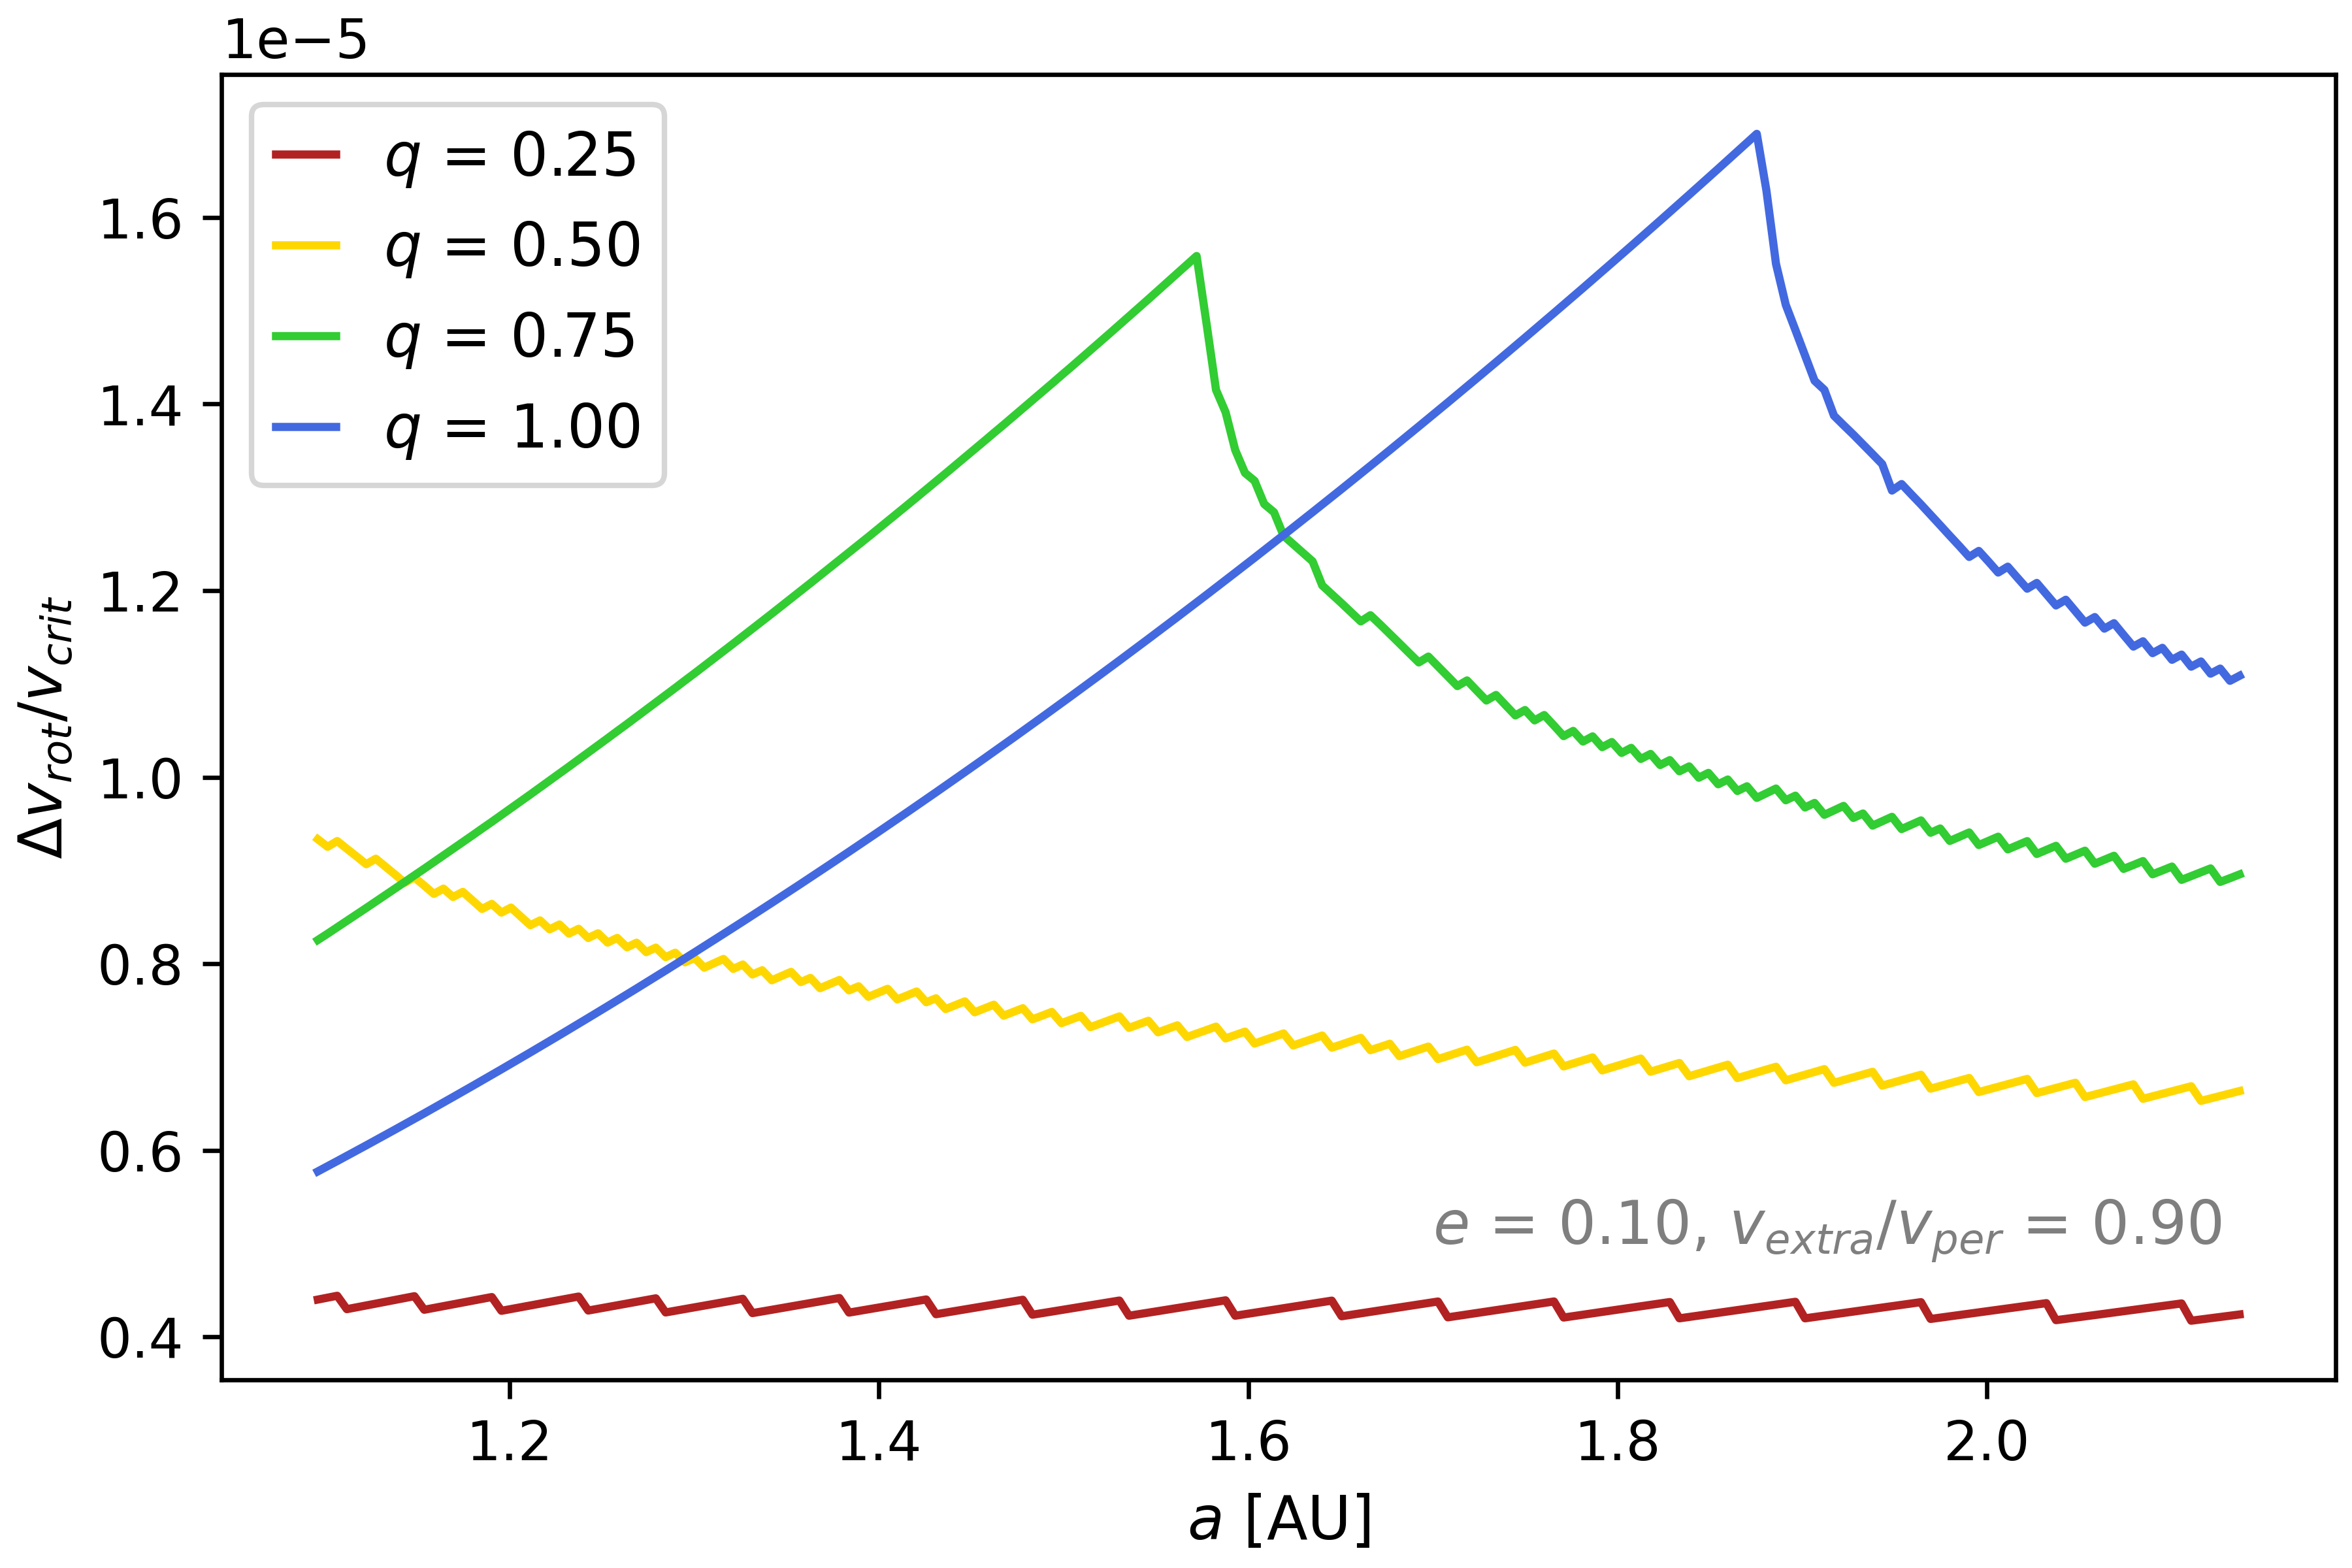 1e−5
q = 0.25
q = 0.50
q = 0.75
q = 1.00
1.6
1.4
1.2
1.0
0.8
0.6
0.4
Δv_rot/v_crit
e = 0.10, v_extra/v_per = 0.90
1.2 1.4 1.6 1.8 2.0
a [AU]